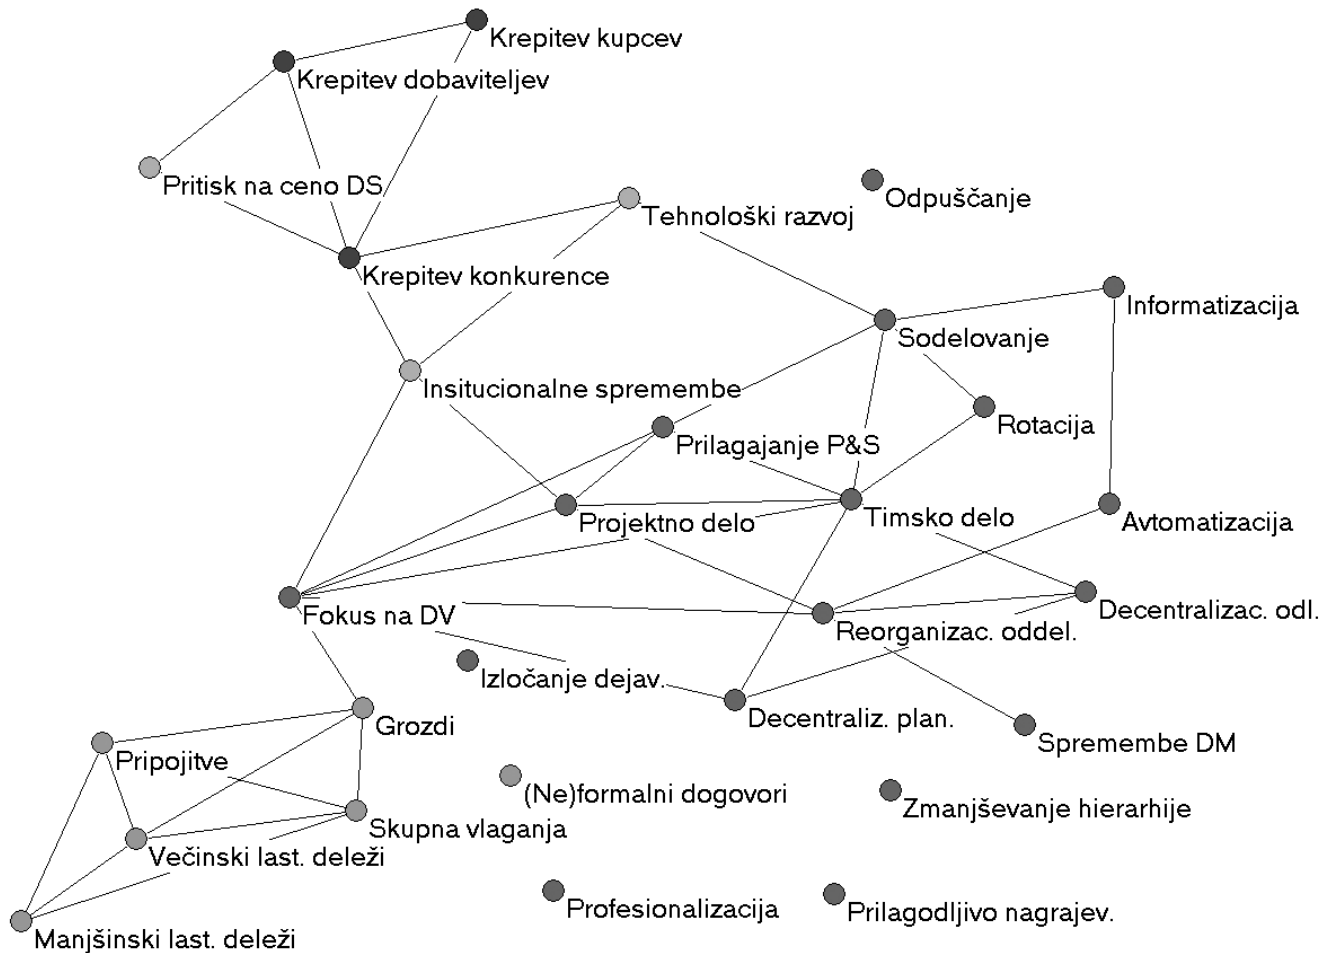 Krepitev kupcev
Krepitev dobaviteljev
Pritisk na ceno DS
Odpuščanje
Tehnološki razvoj
Krepitev konkurence
Informatizacija
Sodelovanje
Insitucionalne spremembe
Rotacija
Prilagajanje P&S
Projektno delo
Timsko delo
Avtomatizacija
Fokus na DV
Decentralizac. odl.
Reorganizac. oddel.
Izločanje dejav.
Decentraliz. plan.
Grozdi
Spremembe DM
Pripojitve
(Ne)formalni dogovori
Zmanjševanje hierarhije
Skupna vlaganja
Večinski last. deleži
Profesionalizacija
Prilagodljivo nagrajev.
Manjšinski last. deleži